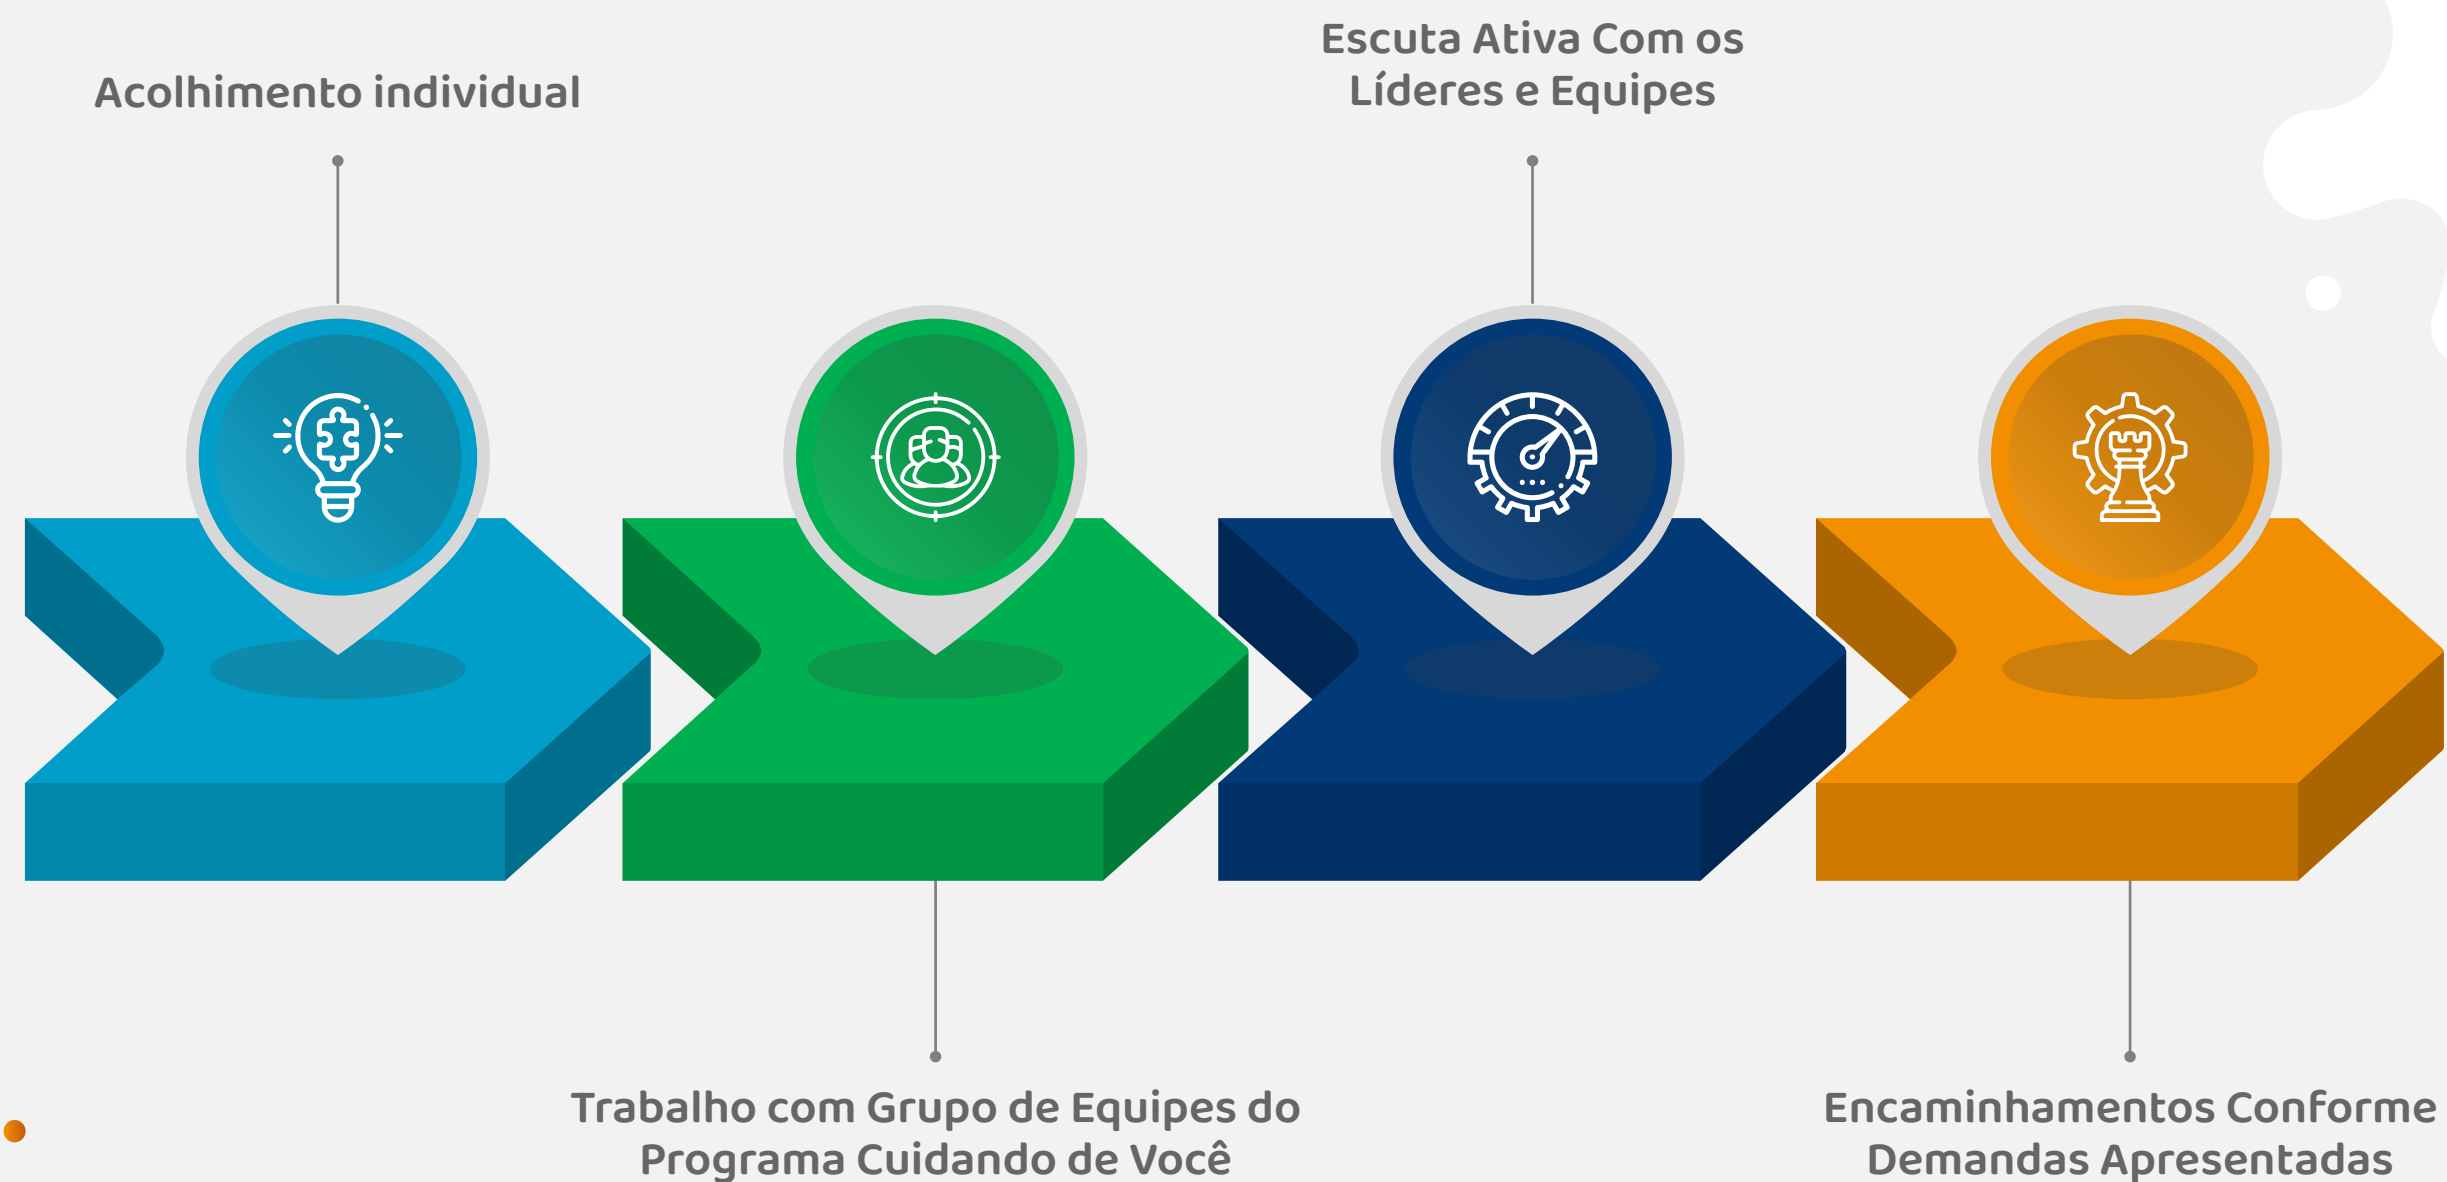 Acolhimento individual
Trabalho com Grupo de Equipes do
Programa Cuidando de Você
Escuta Ativa Com os
Líderes e Equipes
Encaminhamentos Conforme
Demandas Apresentadas